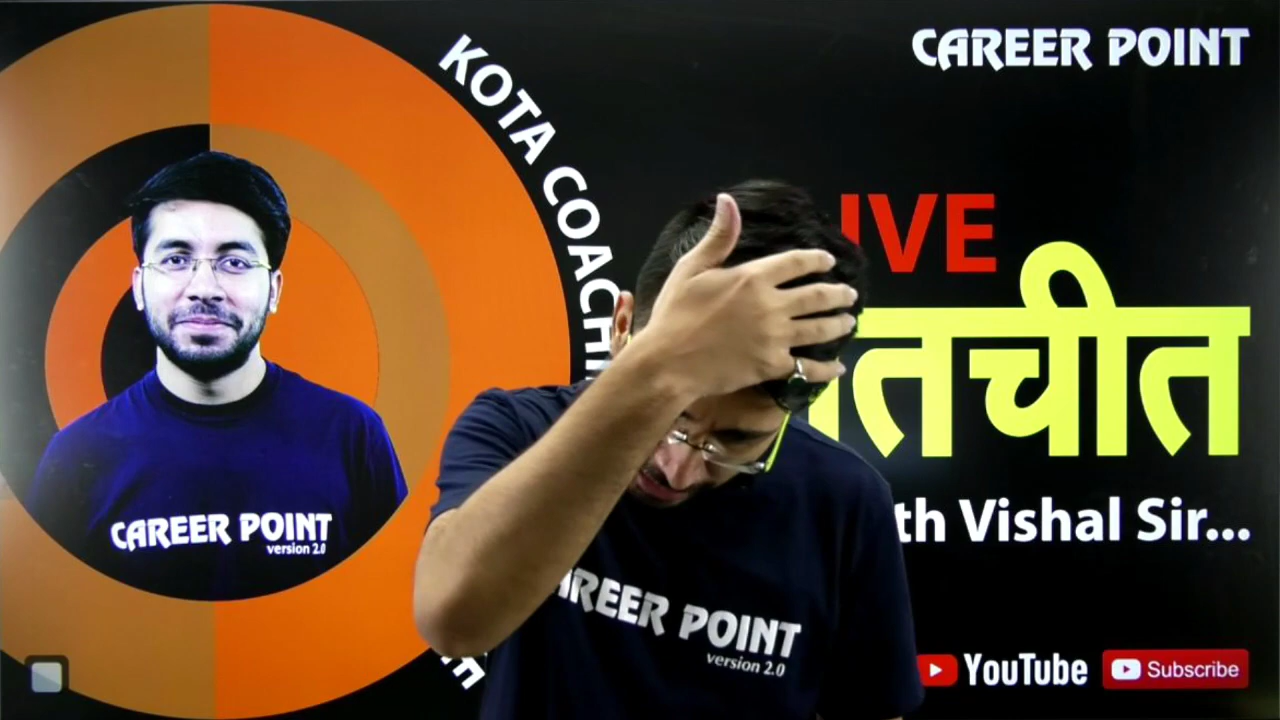 CAREER POINT
KOTA COACHI
IVE
तचीत
th Vishal Sir...
CAREER POINT
version 2.0
REER POINT
version 2.0
YouTube
Subscribe